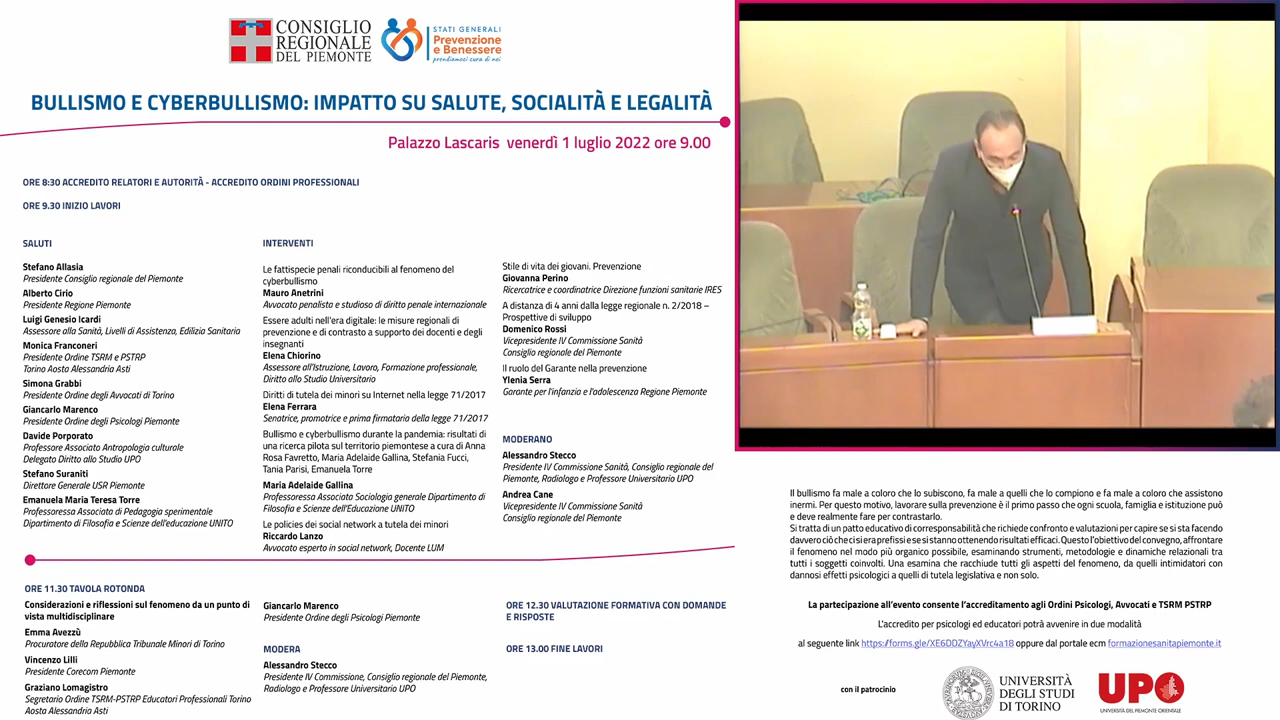 CONSIGLIO
REGIONALE
DEL PIEMONTE
STATI GENERALI
Prevenzione
e Benessere
prendiamoci cura di noi
BULLISMO E CYBERBULLISMO: IMPATTO SU SALUTE, SOCIALITÀ E LEGALITÀ
Palazzo Lascaris venerdì 1 luglio 2022 ore 9.00
ORE 8:30 ACCREDITO RELATORI E AUTORITÀ - ACCREDITO ORDINI PROFESSIONALI
ORE 9.30 INIZIO LAVORI
SALUTI
Stefano Allasia
Presidente Consiglio regionale del Piemonte
Alberto Cirio
Presidente Regione Piemonte
Luigi Genesio Icardi
Assessore alla Sanità, Livelli di Assistenza, Edilizia Sanitaria
Monica Franconeri
Presidente Ordine TSRM e PSTRP
Torino Aosta Alessandria Asti
Simona Grabbi
Presidente Ordine degli Avvocati di Torino
Giancarlo Marenco
Presidente Ordine degli Psicologi Piemonte
Davide Porporato
Professore Associato Antropologia culturale
Delegato Diritto allo Studio UPO
Stefano Suraniti
Direttore Generale USR Piemonte
Emanuela Maria Teresa Torre
Professoressa Associata di Pedagogia sperimentale
Dipartimento di Filosofia e Scienze dell'educazione UNITO
INTERVENTI
Le fattispecie penali riconducibili al fenomeno del
cyberbullismo
Mauro Anetrini
Avvocato penalista e studioso di diritto penale internazionale
Essere adulti nell'era digitale: le misure regionali di
prevenzione e di contrasto a supporto dei docenti e degli
insegnanti
Elena Chiorino
Assessore all'Istruzione, Lavoro, Formazione professionale,
Diritto allo Studio Universitario
Diritti di tutela dei minori su Internet nella legge 71/2017
Elena Ferrara
Senatrice, promotrice e prima firmataria della legge 71/2017
Bullismo e cyberbullismo durante la pandemia: risultati di
una ricerca pilota sul territorio piemontese a cura di Anna
Rosa Favretto, Maria Adelaide Gallina, Stefania Fucci,
Tania Parisi, Emanuela Torre
Maria Adelaide Gallina
Professoressa Associata Sociologia generale Dipartimento di
Filosofia e Scienze dell'Educazione UNITO
Le policies dei social network a tutela dei minori
Riccardo Lanzo
Avvocato esperto in social network, Docente LUM
Stile di vita dei giovani. Prevenzione
Giovanna Perino
Ricercatrice e coordinatrice Direzione funzioni sanitarie IRES
A distanza di 4 anni dalla legge regionale n. 2/2018 –
Prospettive di sviluppo
Domenico Rossi
Vicepresidente IV Commissione Sanità
Consiglio regionale del Piemonte
Il ruolo del Garante nella prevenzione
Ylenia Serra
Garante per l'infanzia e l'adolescenza Regione Piemonte
MODERANO
Alessandro Stecco
Presidente IV Commissione Sanità, Consiglio regionale del
Piemonte, Radiologo e Professore Universitario UPO
Andrea Cane
Vicepresidente IV Commissione Sanità
Consiglio regionale del Piemonte
ORE 11.30 TAVOLA ROTONDA
Considerazioni e riflessioni sul fenomeno da un punto di
vista multidisciplinare
Emma Avezzù
Procuratore della Repubblica Tribunale Minori di Torino
Vincenzo Lilli
Presidente Corecom Piemonte
Graziano Lomagistro
Segretario Ordine TSRM-PSTRP Educatori Professionali Torino
Aosta Alessandria Asti
Giancarlo Marenco
Presidente Ordine degli Psicologi Piemonte
MODERA
Alessandro Stecco
Presidente IV Commissione, Consiglio regionale del Piemonte,
Radiologo e Professore Universitario UPO
ORE 12.30 VALUTAZIONE FORMATIVA CON DOMANDE
E RISPOSTE
ORE 13.00 FINE LAVORI
Il bullismo fa male a coloro che lo subiscono, fa male a quelli che lo compiono e fa male a coloro che assistono
inermi. Per questo motivo, lavorare sulla prevenzione è il primo passo che ogni scuola, famiglia e istituzione può
e deve realmente fare per contrastarlo.
Si tratta di un patto educativo di corresponsabilità che richiede confronto e valutazioni per capire se si sta facendo
davvero ciò che ci si era prefissi e se si stanno ottenendo risultati efficaci. Questo l'obiettivo del convegno, affrontare
il fenomeno nel modo più organico possibile, esaminando strumenti, metodologie e dinamiche relazionali tra
tutti i soggetti coinvolti. Una esamina che racchiude tutti gli aspetti del fenomeno, da quelli intimidatori con
dannosi effetti psicologici a quelli di tutela legislativa e non solo.
La partecipazione all'evento consente l'accreditamento agli Ordini Psicologi, Avvocati e TSRM PSTRP
L'accredito per psicologi ed educatori potrà avvenire in due modalità
al seguente link https://forms.gle/XE6DDZYayXVrc4a18 oppure dal portale ecm formazionesanitapiemonte.it
con il patrocinio
UNIVERSITÀ
DEGLI STUDI
DI TORINO
UPO
UNIVERSITÀ DEL PIEMONTE ORIENTALE